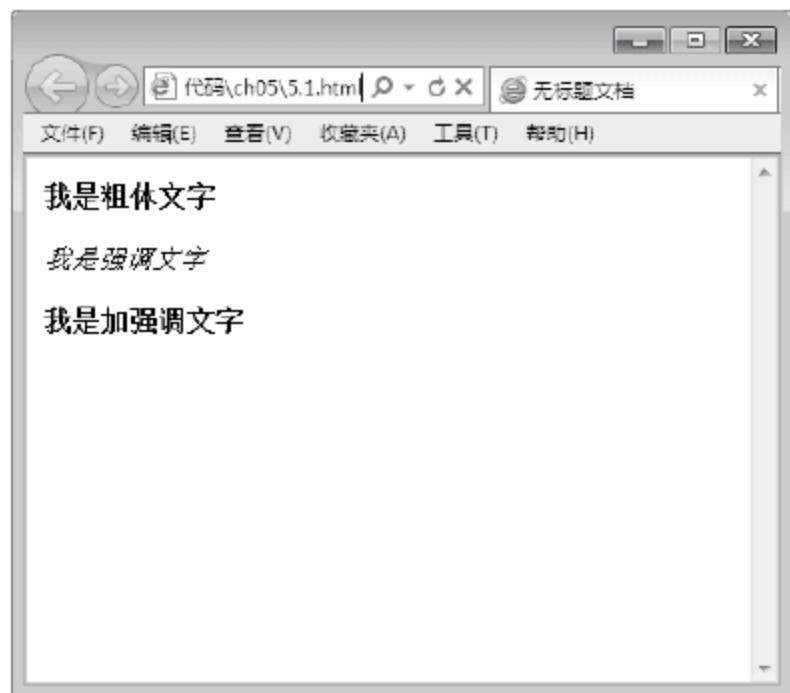 代码\ch05\5.1.html
无标题文档
文件(F) 编辑(E) 查看(V) 收藏夹(A) 工具(T) 帮助(H)
我是粗体文字
我是强调文字
我是加强调文字